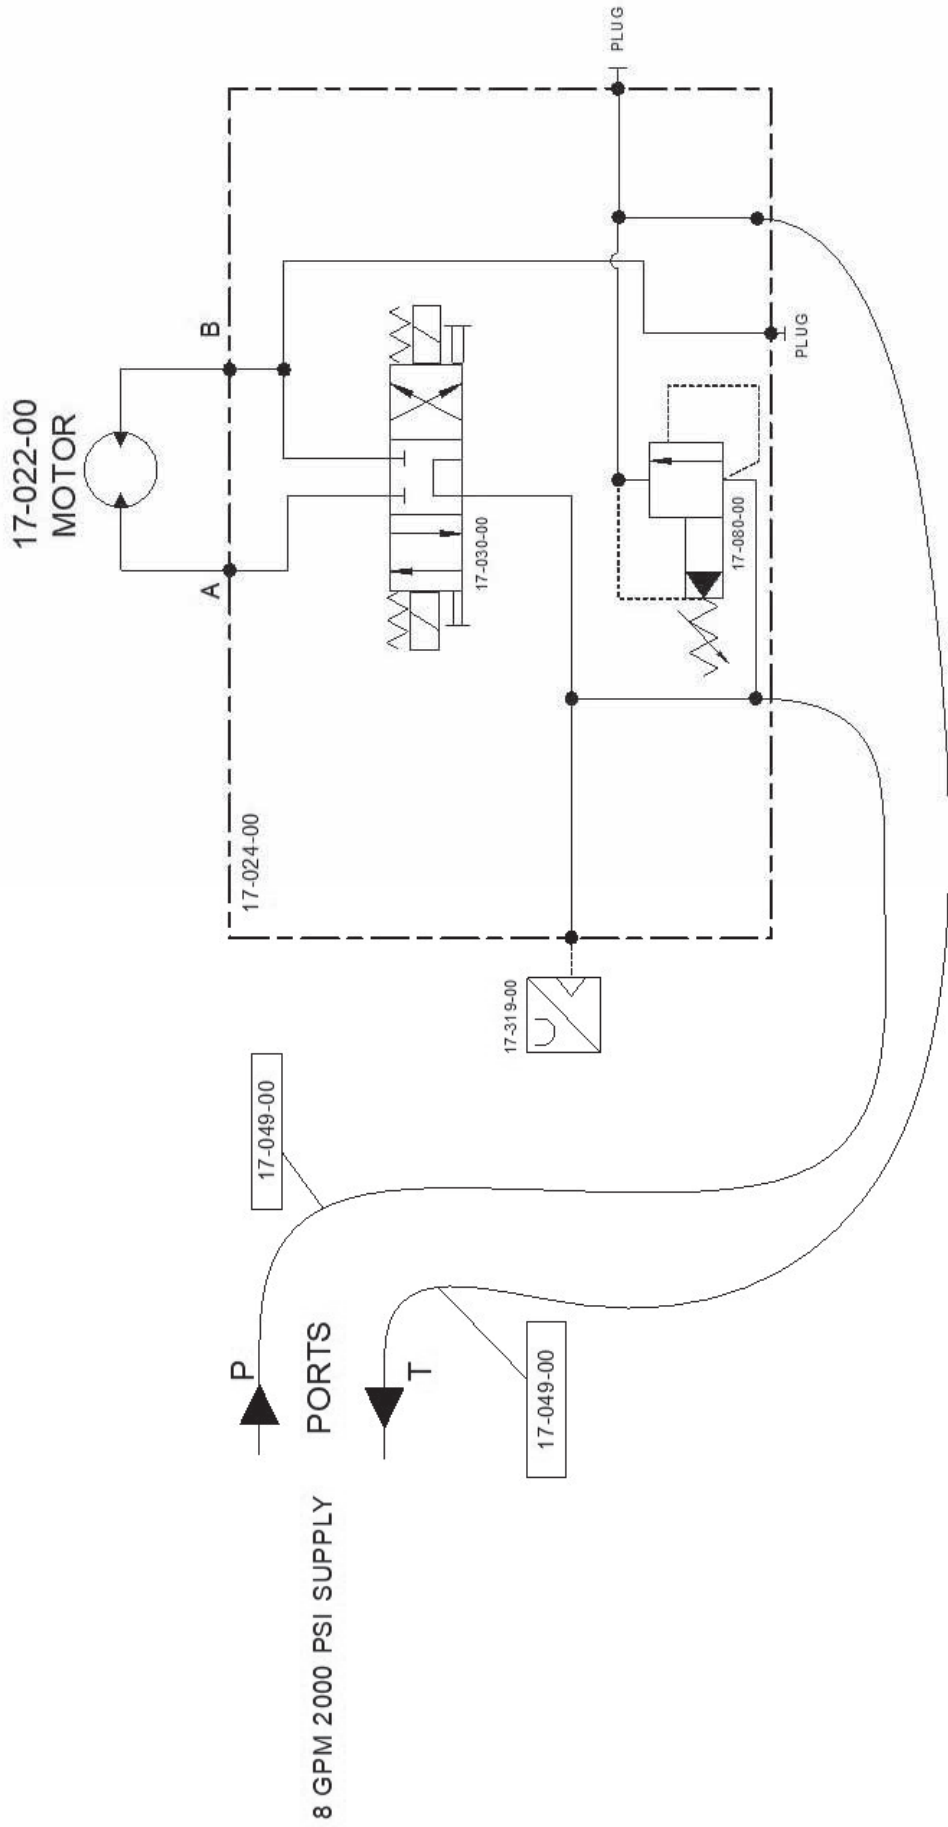 17-022-00
MOTOR
A
B
17-024-00
17-030-00
17-080-00
PLUG
PLUG
17-319-00
17-049-00
P
PORTS
T
17-049-00
8 GPM 2000 PSI SUPPLY